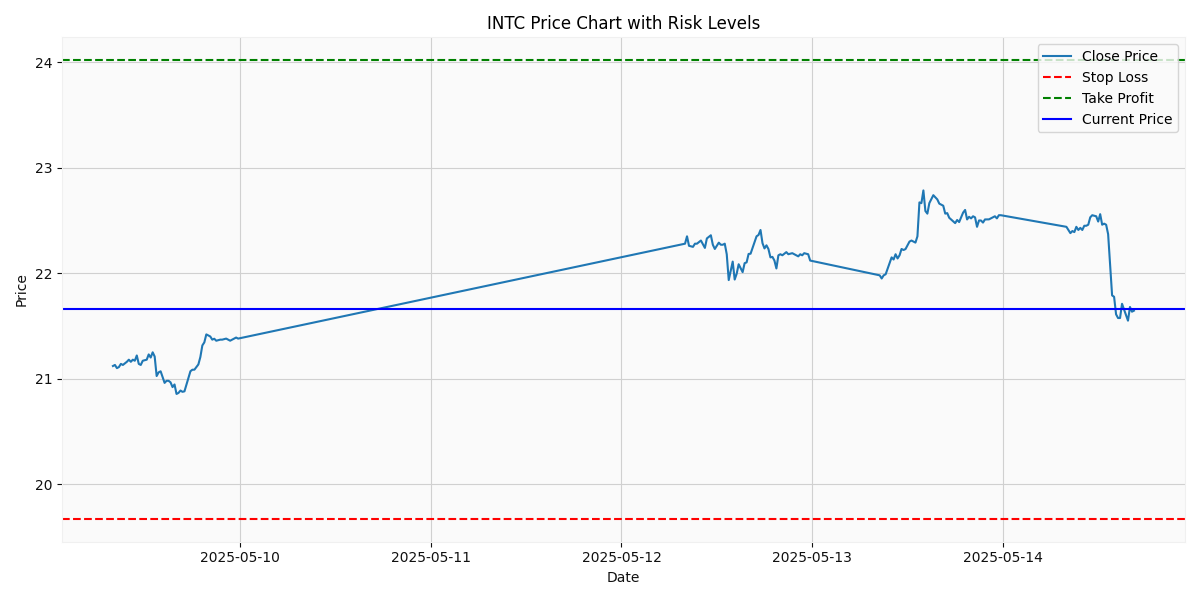 INTC Price Chart with Risk Levels
Close Price
Stop Loss
Take Profit
Current Price
Price
24
23
22
21
20
2025-05-10
2025-05-11
2025-05-12
2025-05-13
2025-05-14
Date